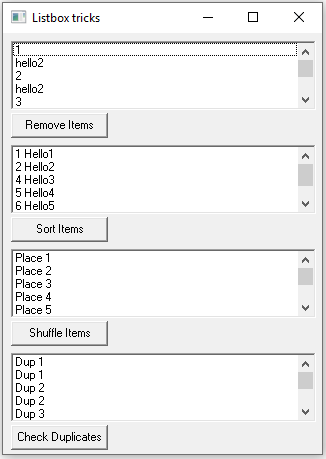 Listbox tricks
1
hello2
2
hello2
3
Remove Items
1 Hello1
2 Hello2
4 Hello3
5 Hello4
6 Hello5
Sort Items
Place 1
Place 2
Place 3
Place 4
Place 5
Shuffle Items
Dup 1
Dup 1
Dup 2
Dup 2
Dup 3
Check Duplicates